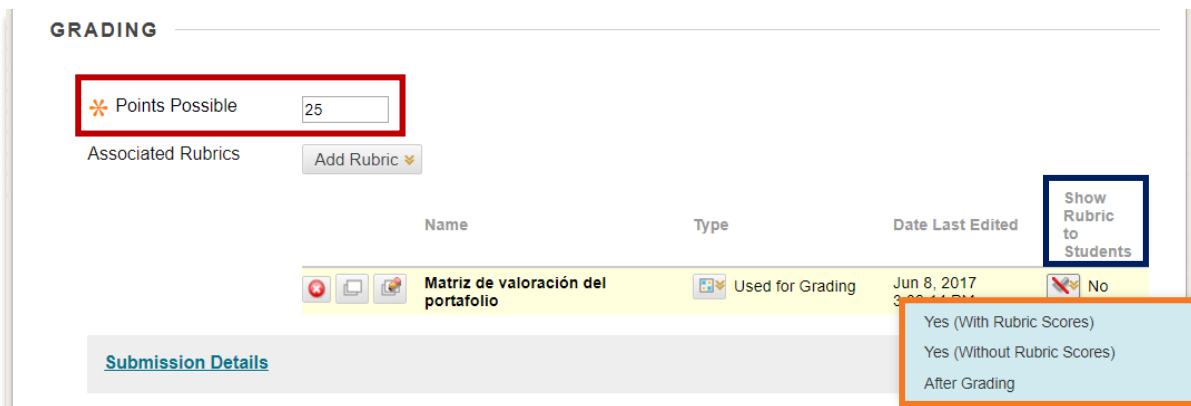 GRADING
Points Possible 25
Associated Rubrics Add Rubric
Name Type Date Last Edited Show
Rubric
to
Students
Matriz de valoración del
portafolio
Used for Grading Jun 8, 2017 No
Yes (With Rubric Scores)
Yes (Without Rubric Scores)
After Grading
Submission Details